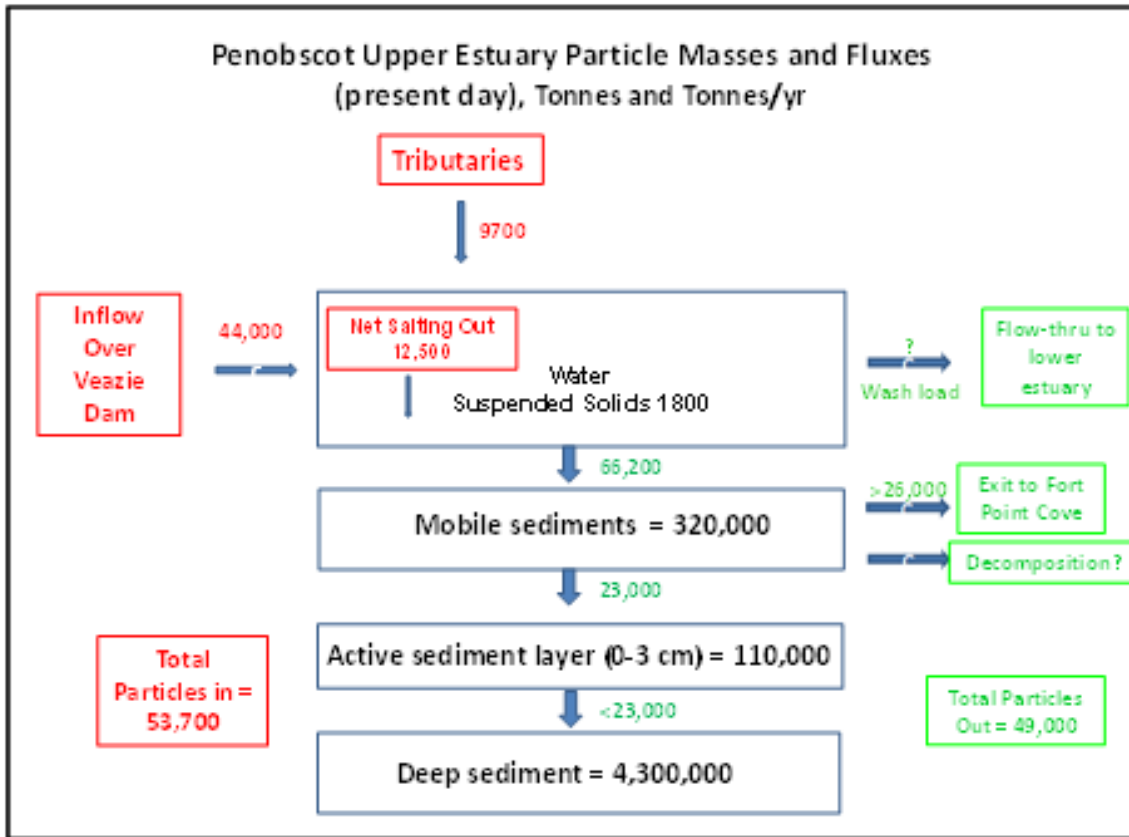 Penobscot Upper Estuary Particle Masses and Fluxes
(present day), Tonnes and Tonnes/yr
Tributaries
9700
Inflow
Over
Veazie
Dam
44,000
Net Salting Out
12,500
Water
Suspended Solids 1800
?
Wash load
Flow-thru to
lower
estuary
66,200
Mobile sediments = 320,000
>26,000
Exit to Fort
Point Cove
Decomposition?
23,000
Active sediment layer (0-3 cm) = 110,000
Total
Particles in =
53,700
<23,000
Total Particles
Out = 49,000
Deep sediment = 4,300,000